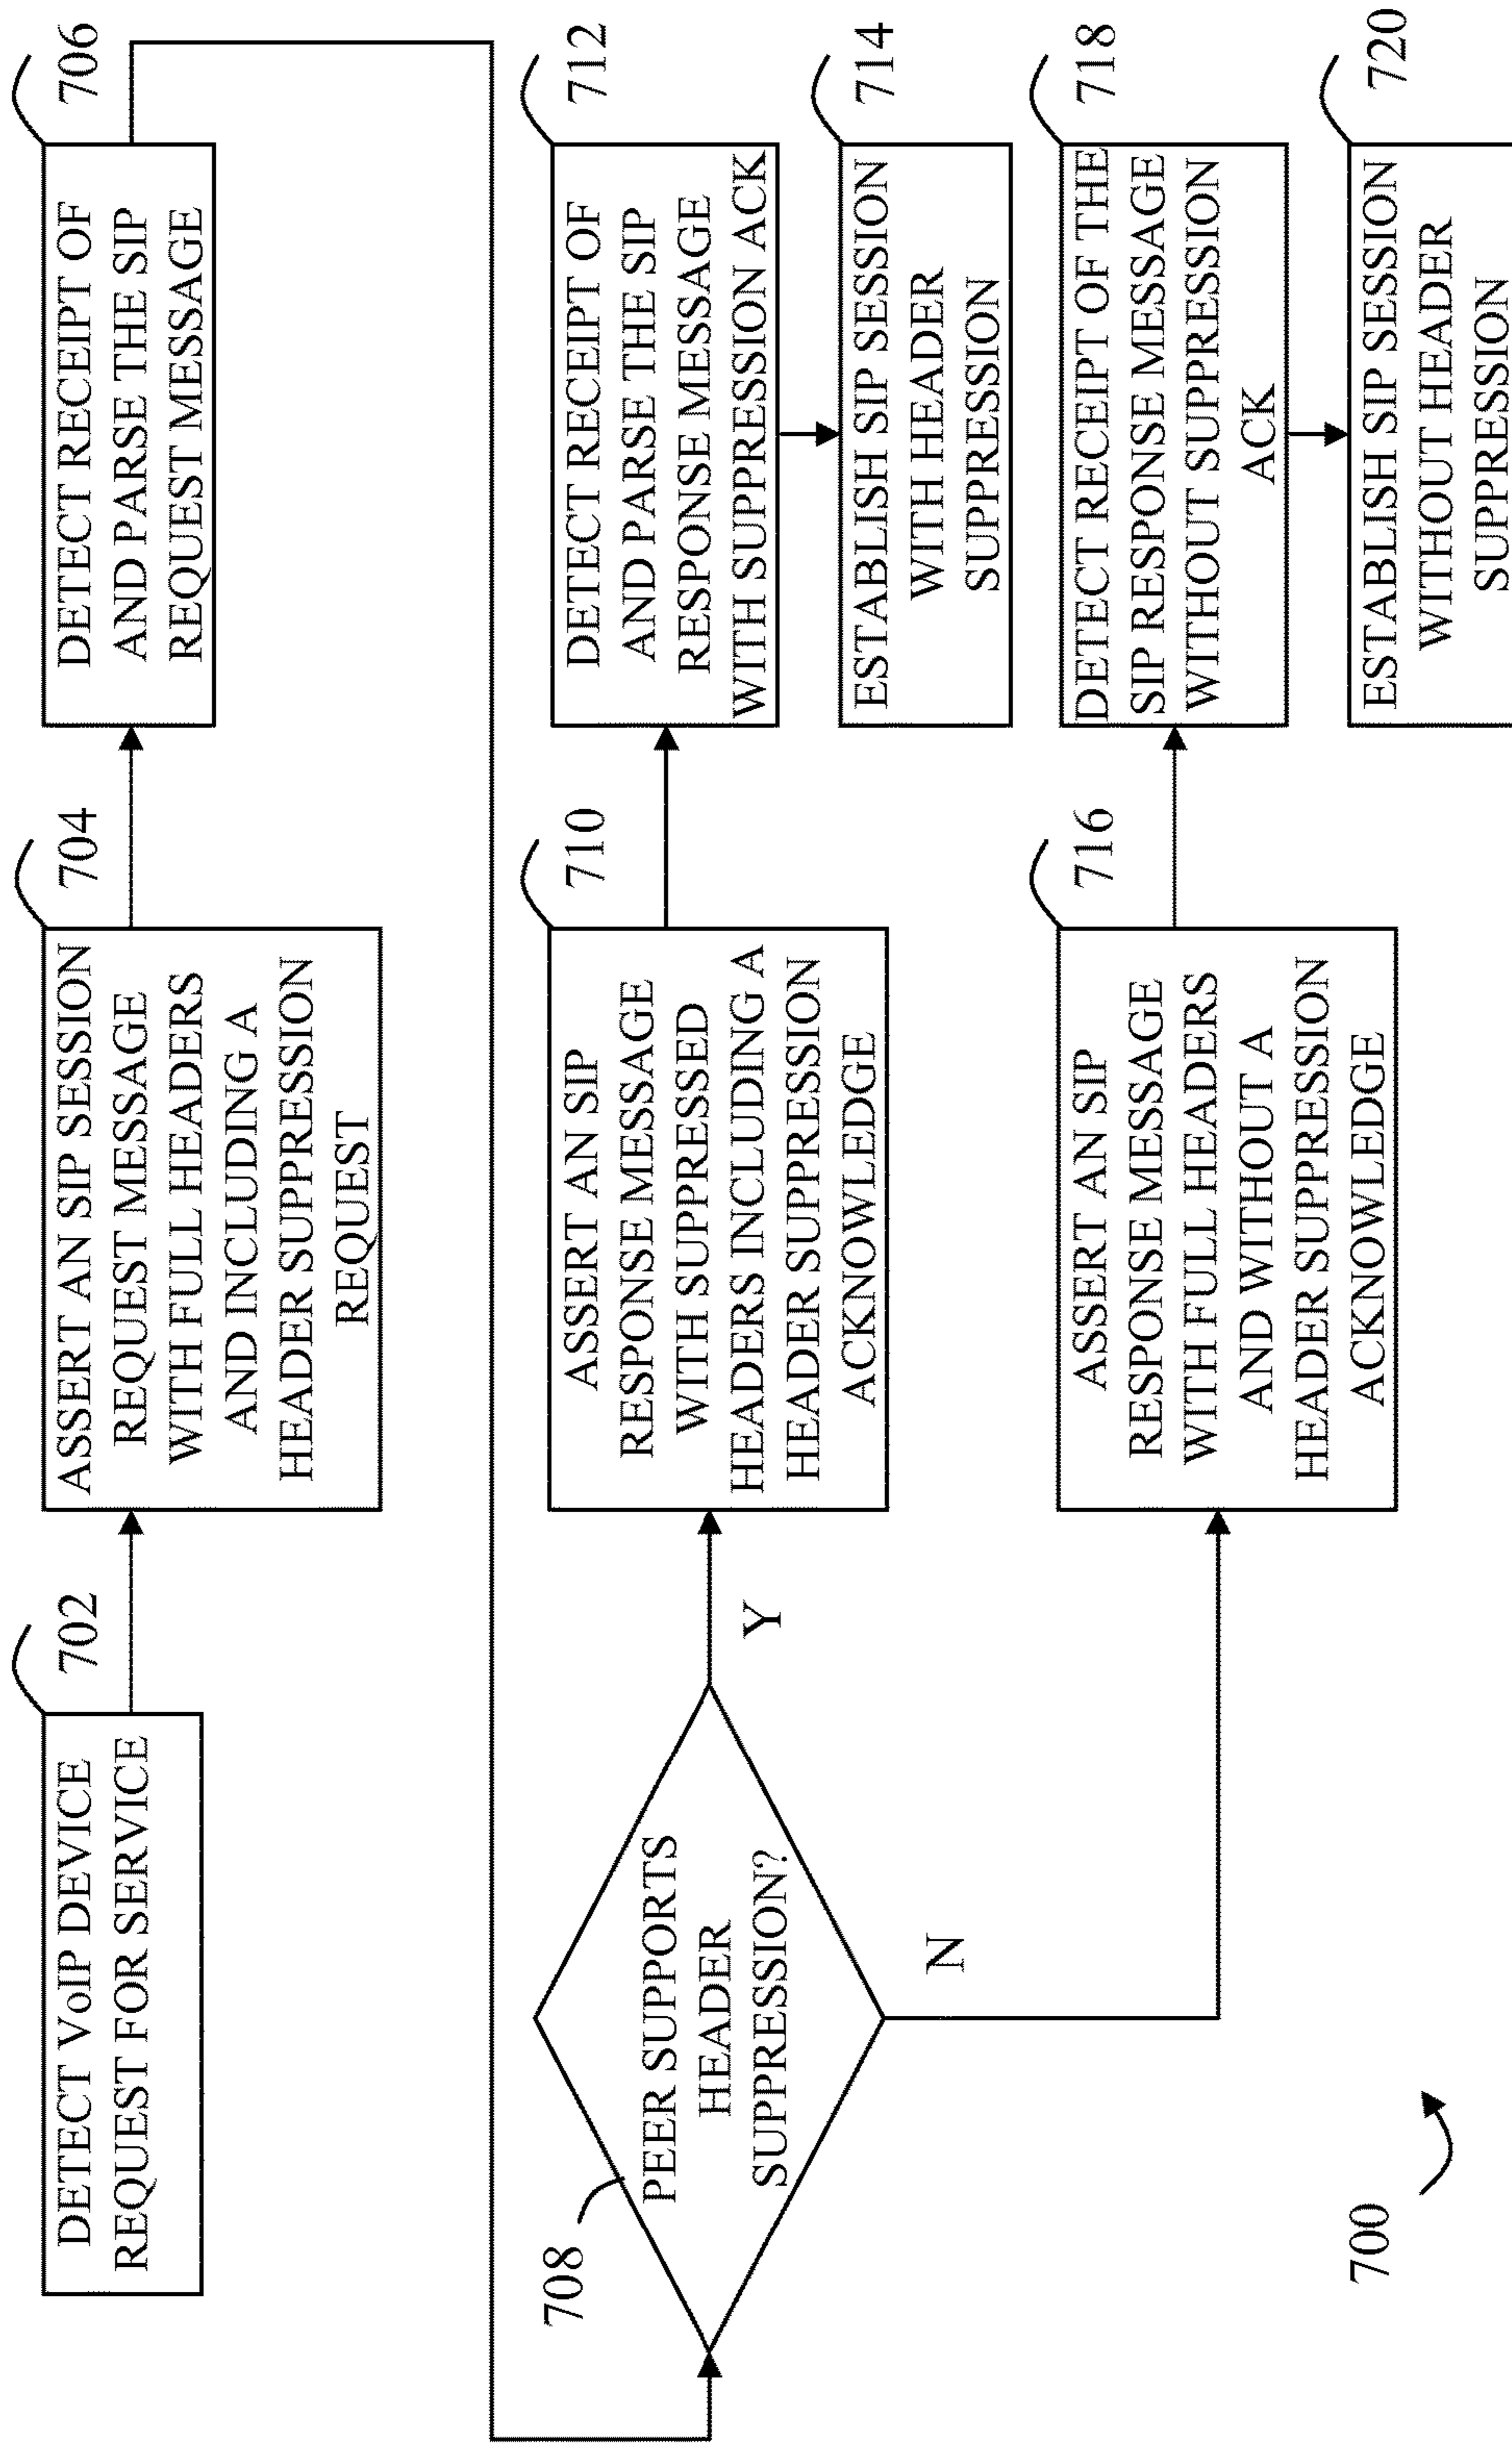 702
DETECT VoIP DEVICE
REQUEST FOR SERVICE
704
ASSERT AN SIP SESSION
REQUEST MESSAGE
WITH FULL HEADERS
AND INCLUDING A
HEADER SUPPRESSION
REQUEST
706
DETECT RECEIPT OF
AND PARSE THE SIP
REQUEST MESSAGE
708
PEER SUPPORTS
HEADER
SUPPRESSION?
Y
N
710
ASSERT AN SIP
RESPONSE MESSAGE
WITH SUPPRESSED
HEADERS INCLUDING A
HEADER SUPPRESSION
ACKNOWLEDGE
712
DETECT RECEIPT OF
AND PARSE THE SIP
RESPONSE MESSAGE
WITH SUPPRESSION ACK
714
ESTABLISH SIP SESSION
WITH HEADER
SUPPRESSION
716
ASSERT AN SIP
RESPONSE MESSAGE
WITH FULL HEADERS
AND WITHOUT A
HEADER SUPPRESSION
ACKNOWLEDGE
718
DETECT RECEIPT OF THE
SIP RESPONSE MESSAGE
WITHOUT SUPPRESSION
ACK
720
ESTABLISH SIP SESSION
WITHOUT HEADER
SUPPRESSION
700